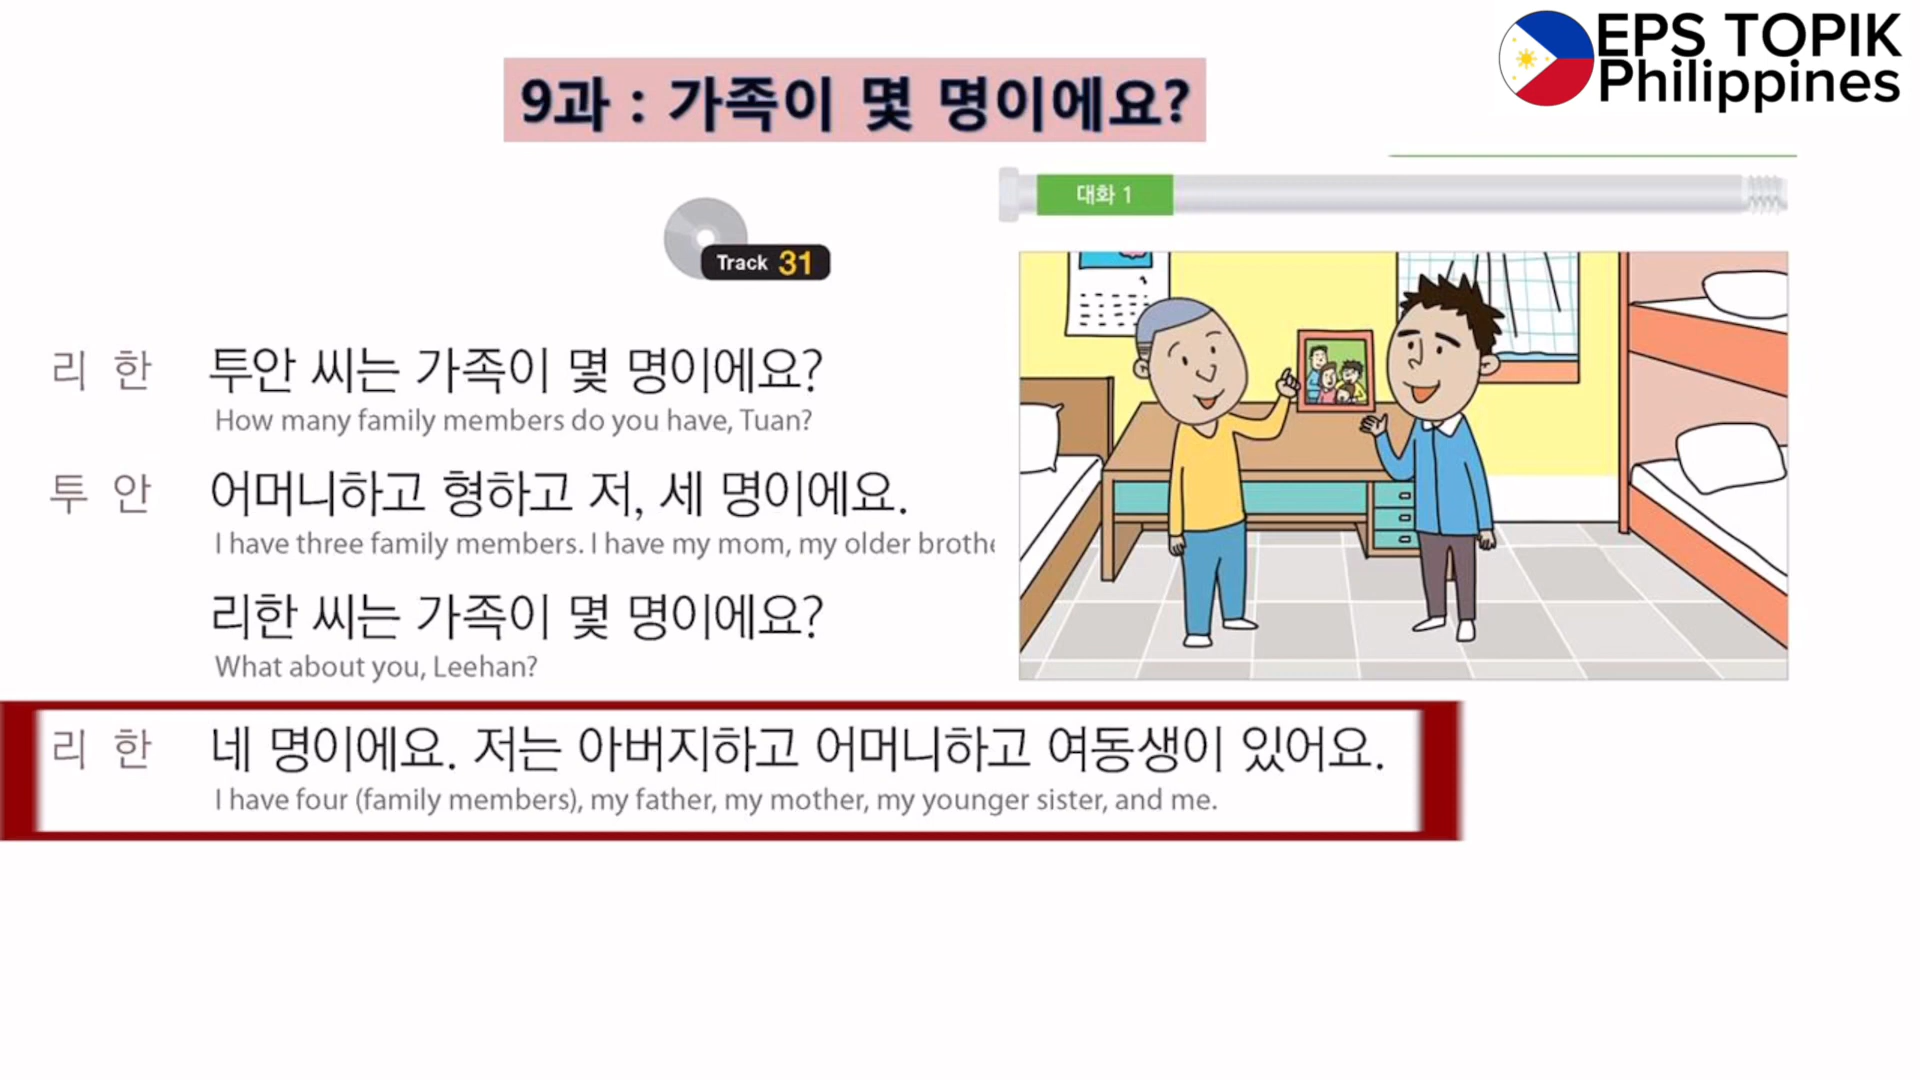 EPS TOPIK
Philippines
9과 : 가족이 몇 명이에요?
대화 1
Track 31
리 한 투안 씨는 가족이 몇 명이에요?
How many family members do you have, Tuan?
투 안 어머니하고 형하고 저, 세 명이에요.
I have three family members. I have my mom, my older brothe
리한 씨는 가족이 몇 명이에요?
What about you, Leehan?
리 한 네 명이에요. 저는 아버지하고 어머니하고 여동생이 있어요.
I have four (family members), my father, my mother, my younger sister, and me.